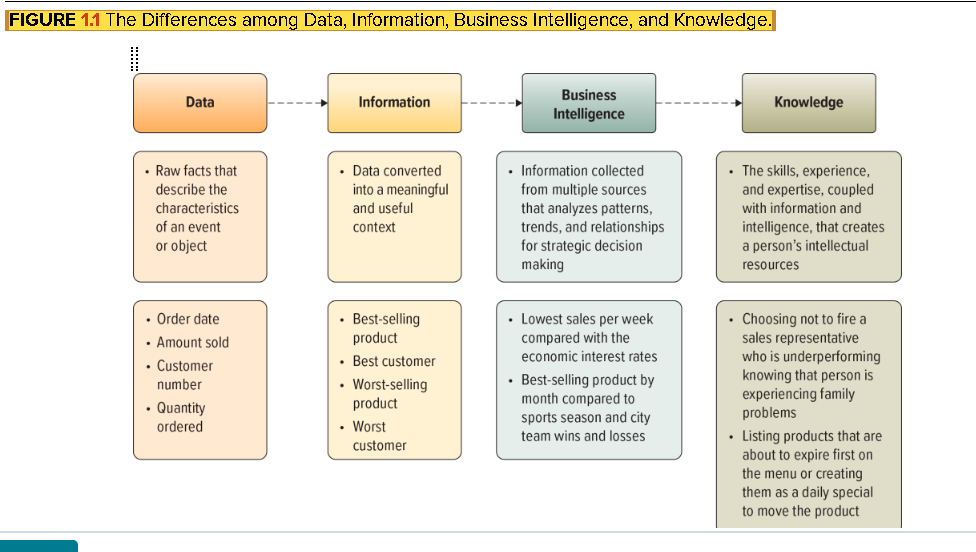 FIGURE 1.1 The Differences among Data, Information, Business Intelligence, and Knowledge.
Data
Information
Business
Intelligence
Knowledge
• Raw facts that
describe the
characteristics
of an event
or object
• Data converted
into a meaningful
and useful
context
• Information collected
from multiple sources
that analyzes patterns,
trends, and relationships
for strategic decision
making
• The skills, experience,
and expertise, coupled
with information and
intelligence, that creates
a person's intellectual
resources
• Order date
• Amount sold
• Customer
number
• Quantity
ordered
• Best-selling
product
• Best customer
• Worst-selling
product
• Worst
customer
• Lowest sales per week
compared with the
economic interest rates
• Best-selling product by
month compared to
sports season and city
team wins and losses
• Choosing not to fire a
sales representative
who is underperforming
knowing that person is
experiencing family
problems
• Listing products that are
about to expire first on
the menu or creating
them as a daily special
to move the product